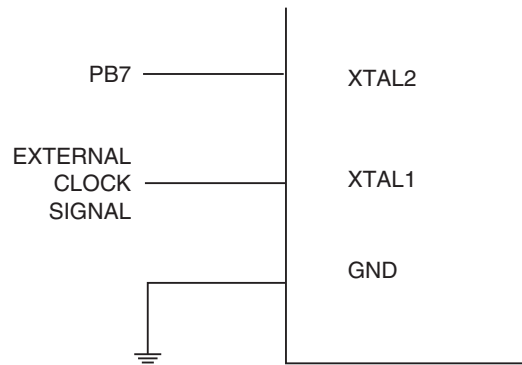 PB7
XTAL2
EXTERNAL
CLOCK
SIGNAL
XTAL1
GND